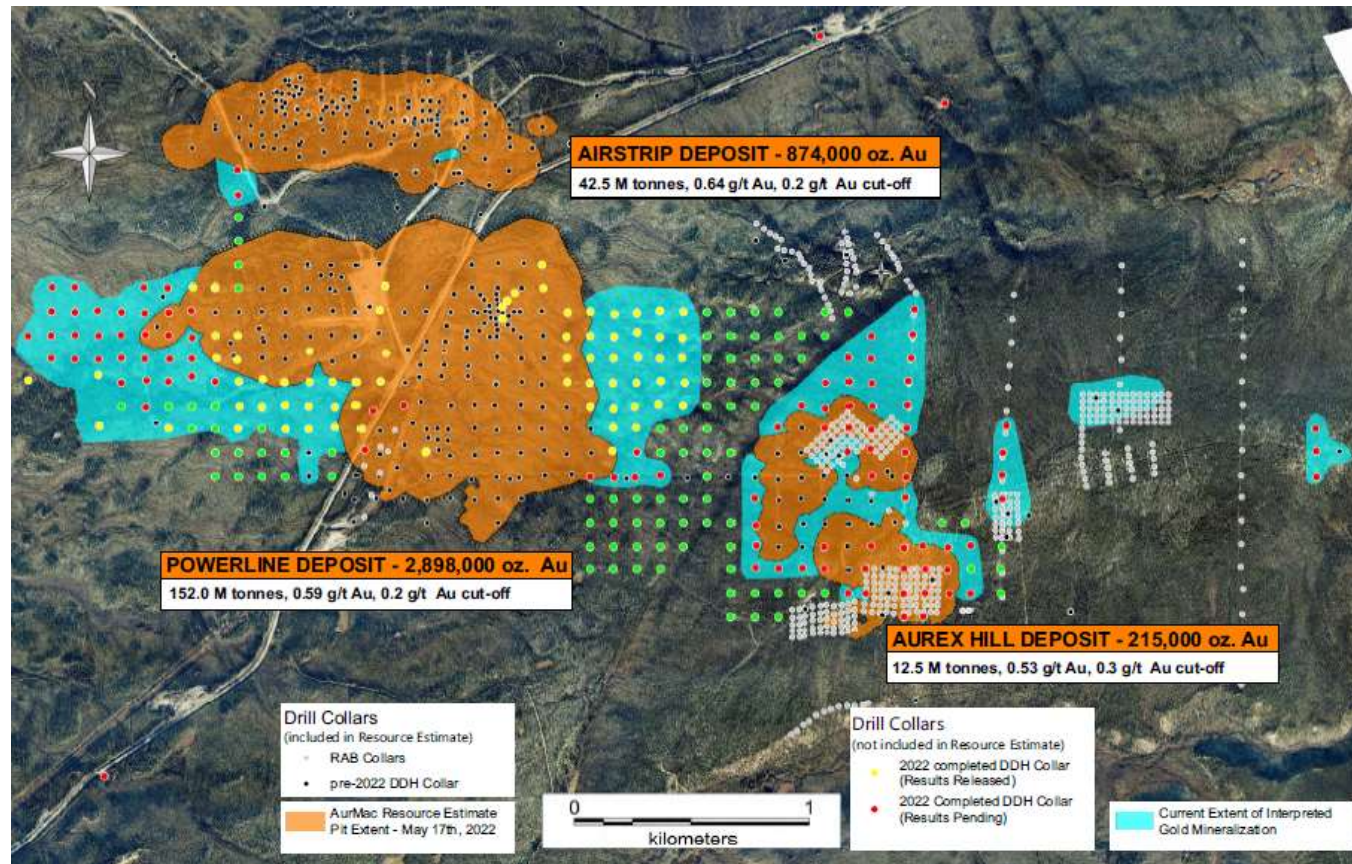 AIRSTRIP DEPOSIT - 874,000 oz. Au
42.5 M tonnes, 0.64 g/t Au, 0.2 g/t Au cut-off
POWERLINE DEPOSIT - 2,898,000 oz. Au
152.0 M tonnes, 0.59 g/t Au, 0.2 g/t Au cut-off
AUREX HILL DEPOSIT - 215,000 oz. Au
12.5 M tonnes, 0.53 g/t Au, 0.3 g/t Au cut-off
Drill Collars
(included in Resource Estimate)
RAB Collars
pre-2022 DDH Collar
AurMac Resource Estimate
Pit Extent - May 17th, 2022
0 1
kilometers
Drill Collars
(not included in Resource Estimate)
2022 completed DDH Collar
(Results Released)
2022 Completed DDH Collar
(Results Pending)
Current Extent of Interpreted
Gold Mineralization